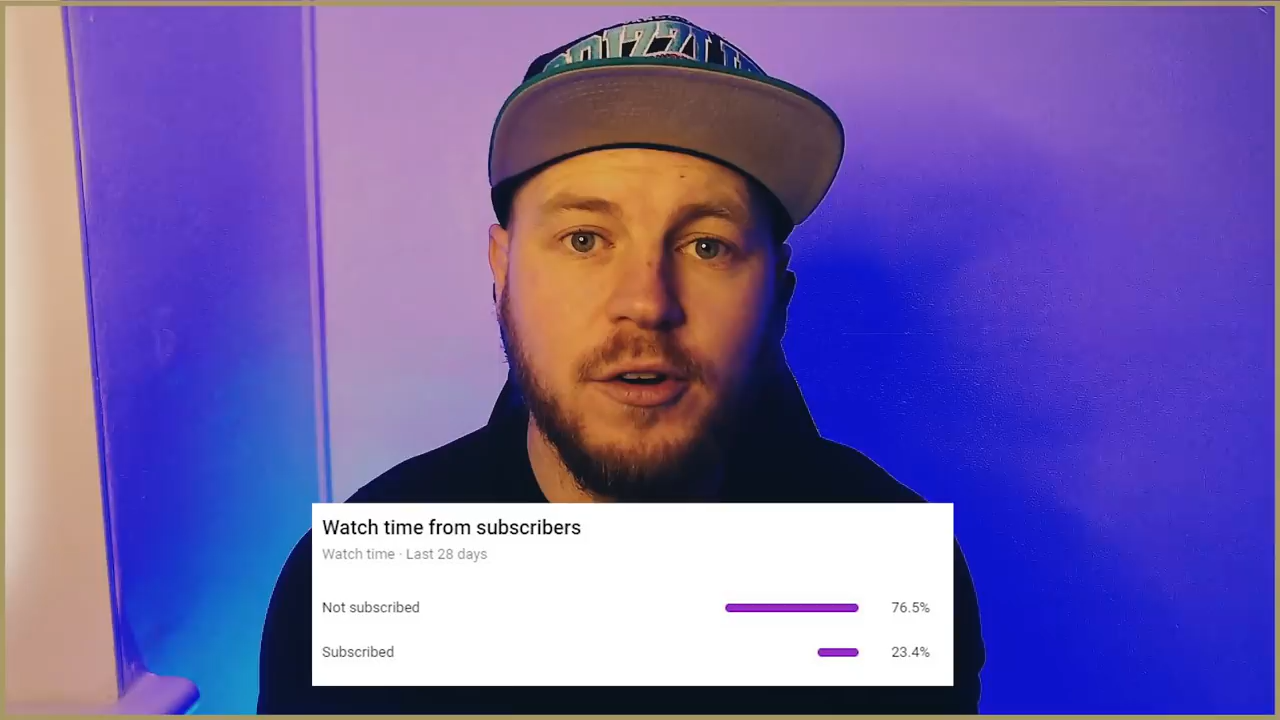 Watch time from subscribers
Watch time · Last 28 days
Not subscribed 76.5%
Subscribed 23.4%